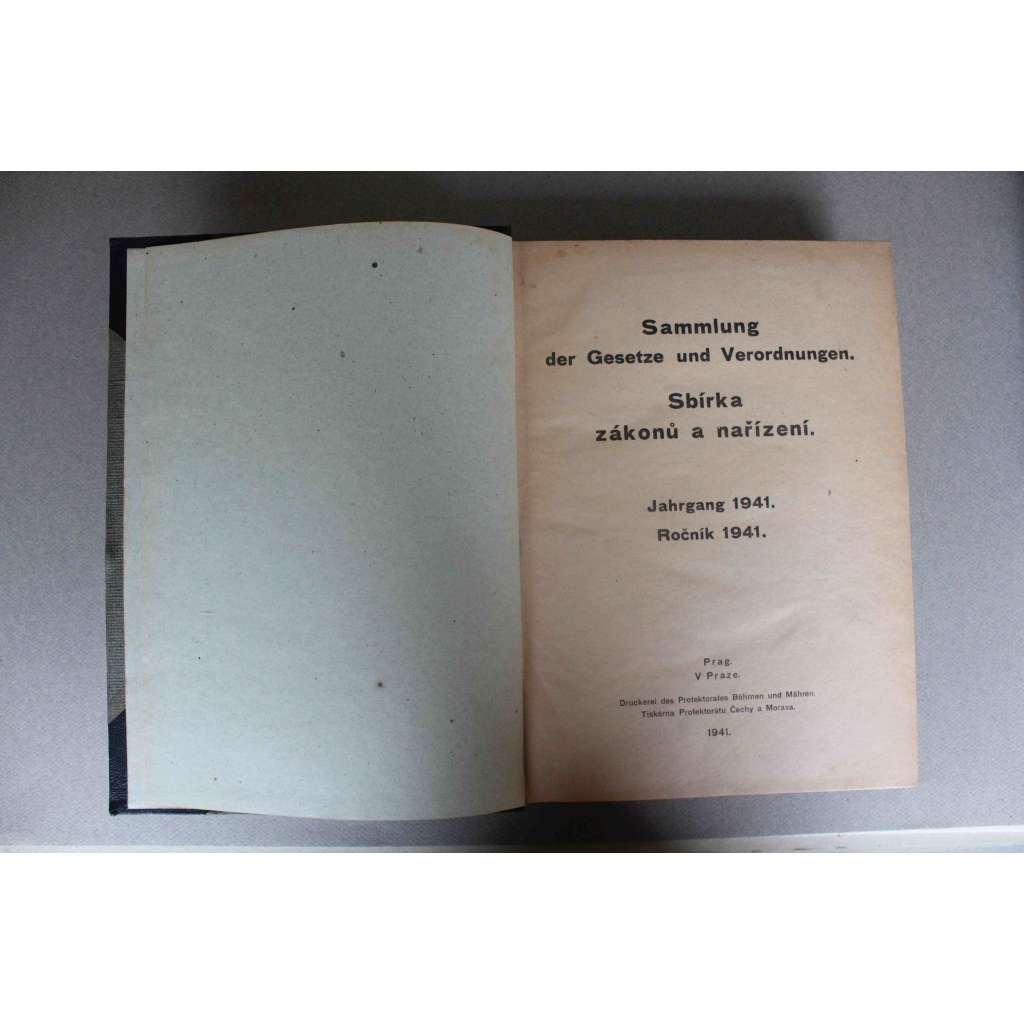 Sammlung
der Gesetze und Verordnungen.
Sbírka
zákonů a nařízení.
Jahrgang 1941.
Ročník 1941.
Prag.
V Praze.
Druckerei des Protektorates Böhmen und Mähren.
Tiskárna Protektorátu Čechy a Morava.
1941.